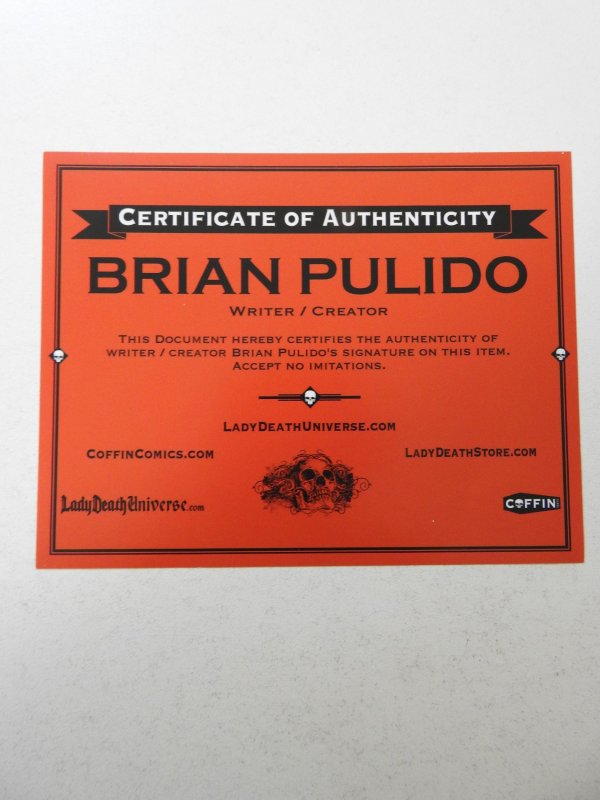 CERTIFICATE OF AUTHENTICITY
BRIAN PULIDO
WRITER / CREATOR
THIS DOCUMENT HEREBY CERTIFIES THE AUTHENTICITY OF
WRITER / CREATOR BRIAN PULIDO'S SIGNATURE ON THIS ITEM.
ACCEPT NO IMITATIONS.
LADYDEATHUNIVERSE.COM
COFFINCOMICS.COM
LADYDEATHSTORE.COM
LadyDeathUniverse.com
COFFIN